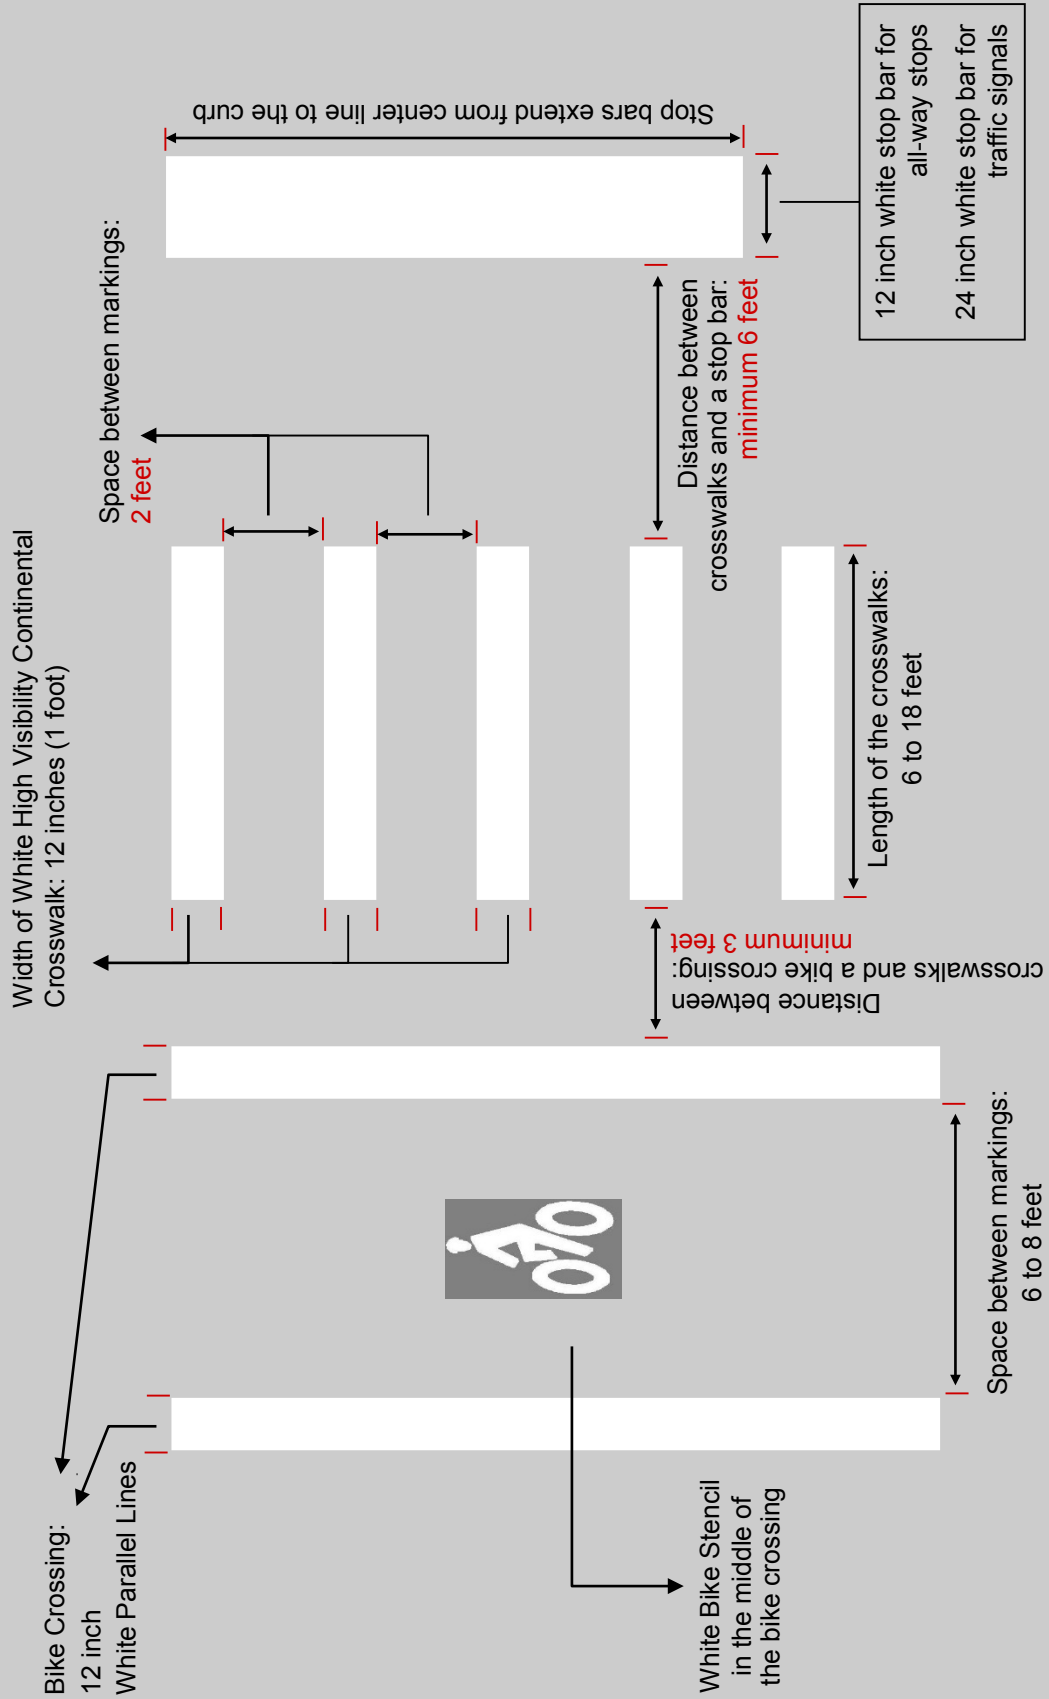 Bike Crossing:
12 inch
White Parallel Lines
Width of White High Visibility Continental
Crosswalk: 12 inches (1 foot)
Space between markings:
2 feet
Stop bars extend from center line to the curb
White Bike Stencil
in the middle of
the bike crossing
Distance between
crosswalks and a bike crossing:
minimum 3 feet
Distance between
crosswalks and a stop bar:
minimum 6 feet
Space between markings:
6 to 8 feet
Length of the crosswalks:
6 to 18 feet
12 inch white stop bar for
all-way stops
24 inch white stop bar for
traffic signals